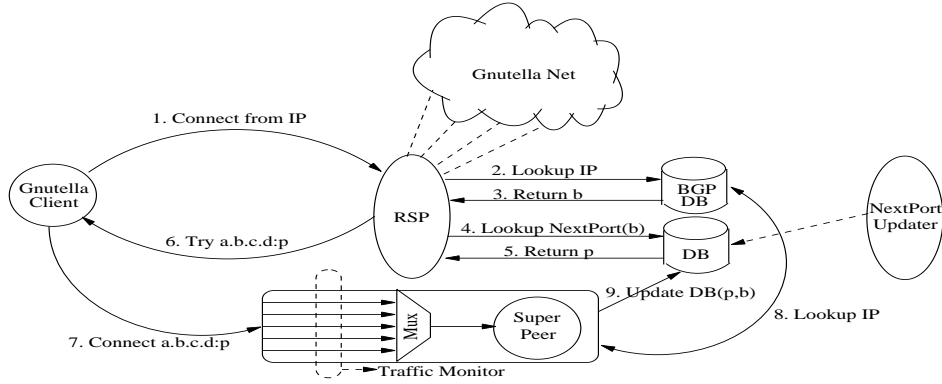 Gnutella Net
1. Connect from IP
Gnutella
Client
RSP
2. Lookup IP
3. Return b
BGP
DB
4. Lookup NextPort(b)
5. Return p
DB
NextPort
Updater
6. Try a.b.c.d:p
9. Update DB(p,b)
8. Lookup IP
7. Connect a.b.c.d:p
Mux
Super
Peer
Traffic Monitor